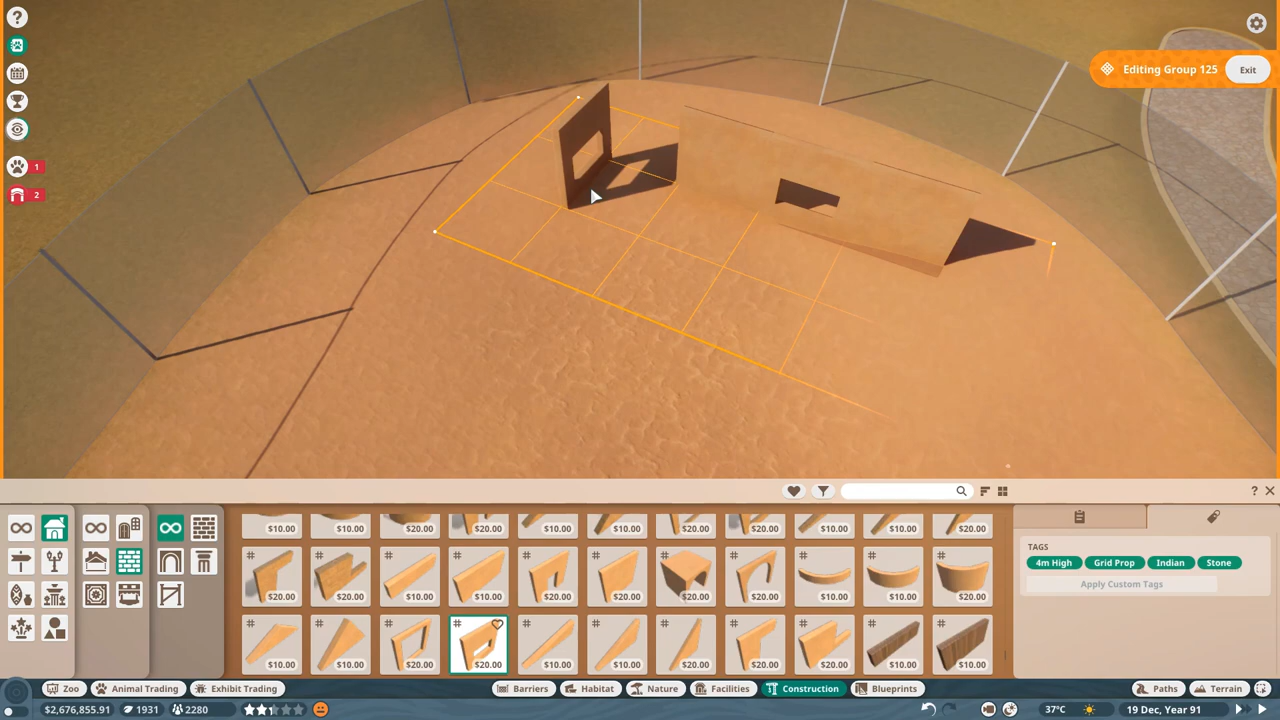 ?
Editing Group 125
Exit
1
2
? ×
TAGS
4m High Grid Prop Indian Stone
Apply Custom Tags
$10.00 $10.00 $20.00 $20.00 $20.00 $20.00 $20.00 $20.00 $10.00 $10.00 $20.00
# # # # # # # # # # #
$20.00 $20.00 $10.00 $20.00 $20.00 $20.00 $20.00 $20.00 $10.00 $10.00 $20.00
# # # # # # # # # # #
$10.00 $10.00 $20.00 $20.00 $10.00 $10.00 $20.00 $20.00 $20.00 $10.00 $10.00
Zoo Animal Trading Exhibit Trading Barriers Habitat Nature Facilities Construction Blueprints Paths Terrain
$2,676,855.91 1931 2280 37°C 19 Dec, Year 91